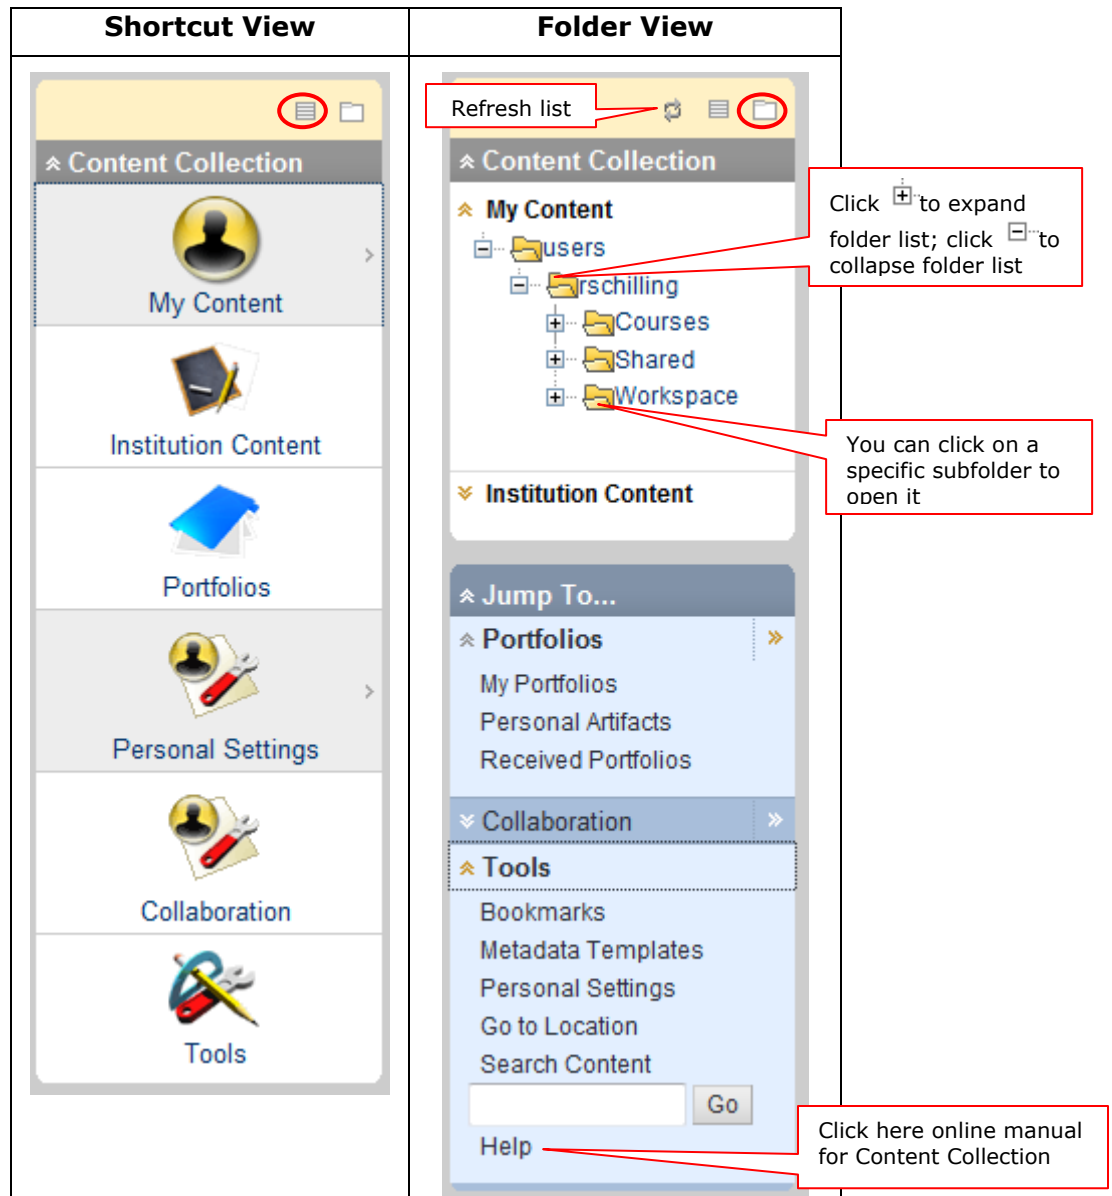 Shortcut View
Folder View
Content Collection
My Content
Institution Content
Portfolios
Personal Settings
Collaboration
Tools
Refresh list
Content Collection
My Content
users
rschilling
Courses
Shared
Workspace
Institution Content
Click to expand
folder list; click to
collapse folder list
You can click on a
specific subfolder to
open it
Jump To...
Portfolios
My Portfolios
Personal Artifacts
Received Portfolios
Collaboration
Tools
Bookmarks
Metadata Templates
Personal Settings
Go to Location
Search Content
Go
Help
Click here online manual
for Content Collection